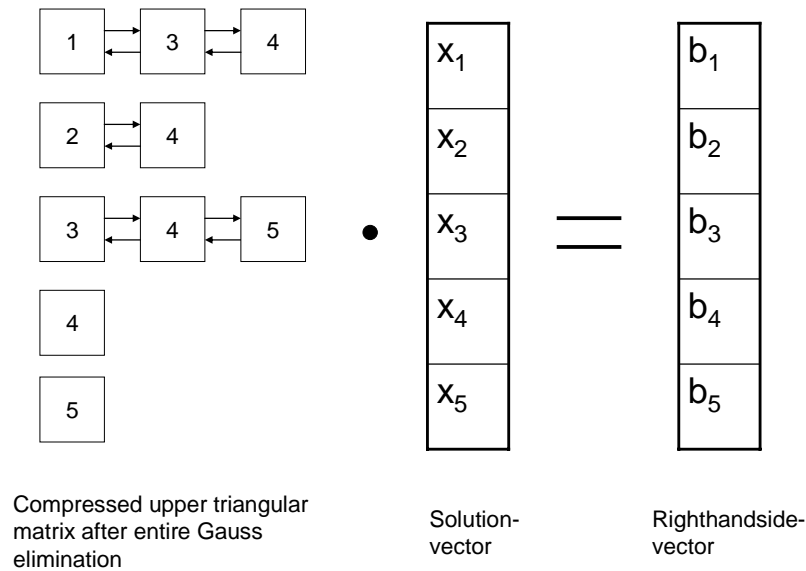 1 3 4 x₁ b₁
2 4 x₂ b₂
3 4 5 • x₃ = b₃
4 x₄ b₄
5 x₅ b₅
Compressed upper triangular
matrix after entire Gauss
elimination
Solution-
vector
Righthandside-
vector